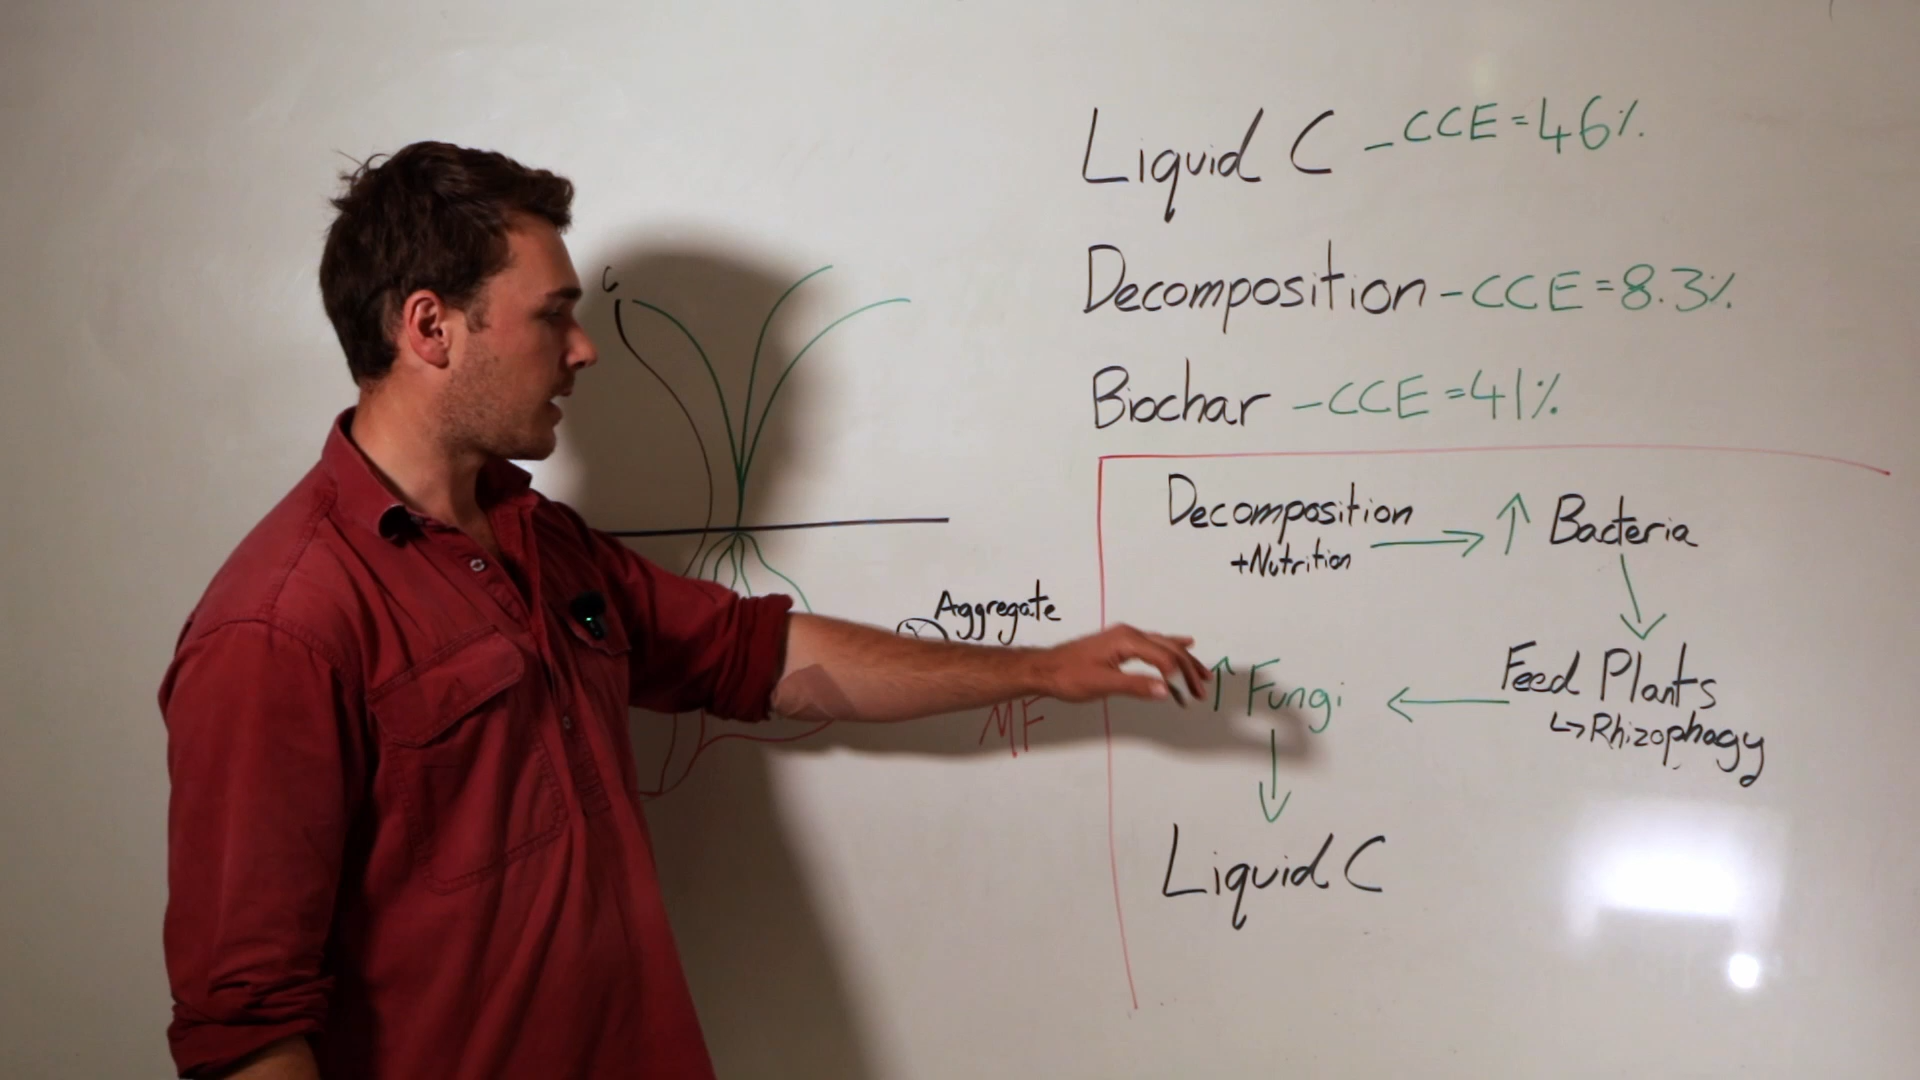 Liquid C - CCE = 46%
Decomposition - CCE = 8.3%
Biochar - CCE = 41%
C
Aggregate
MF
Decomposition → ↑ Bacteria
+Nutrition
↑ Fungi ← Feed Plants
↳ Rhizophagy
Liquid C